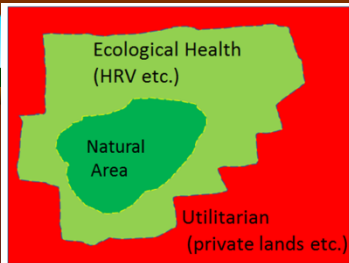 Ecological Health
(HRV etc.)
Natural
Area
Utilitarian
(private lands etc.)